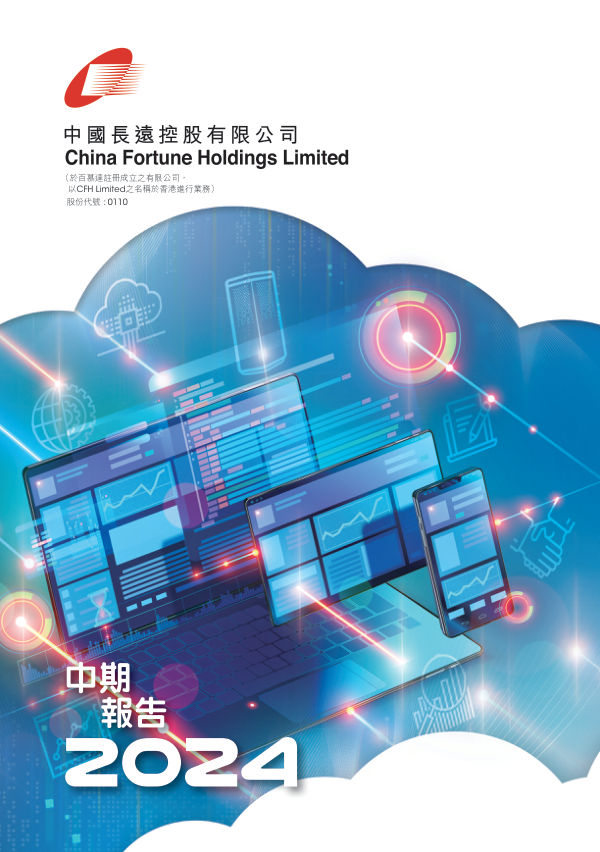 中國長遠控股有限公司
China Fortune Holdings Limited
（於百慕達註冊成立之有限公司，
以CFH Limited之名稱於香港進行業務）
股份代號 : 0110
中期
報告
2024